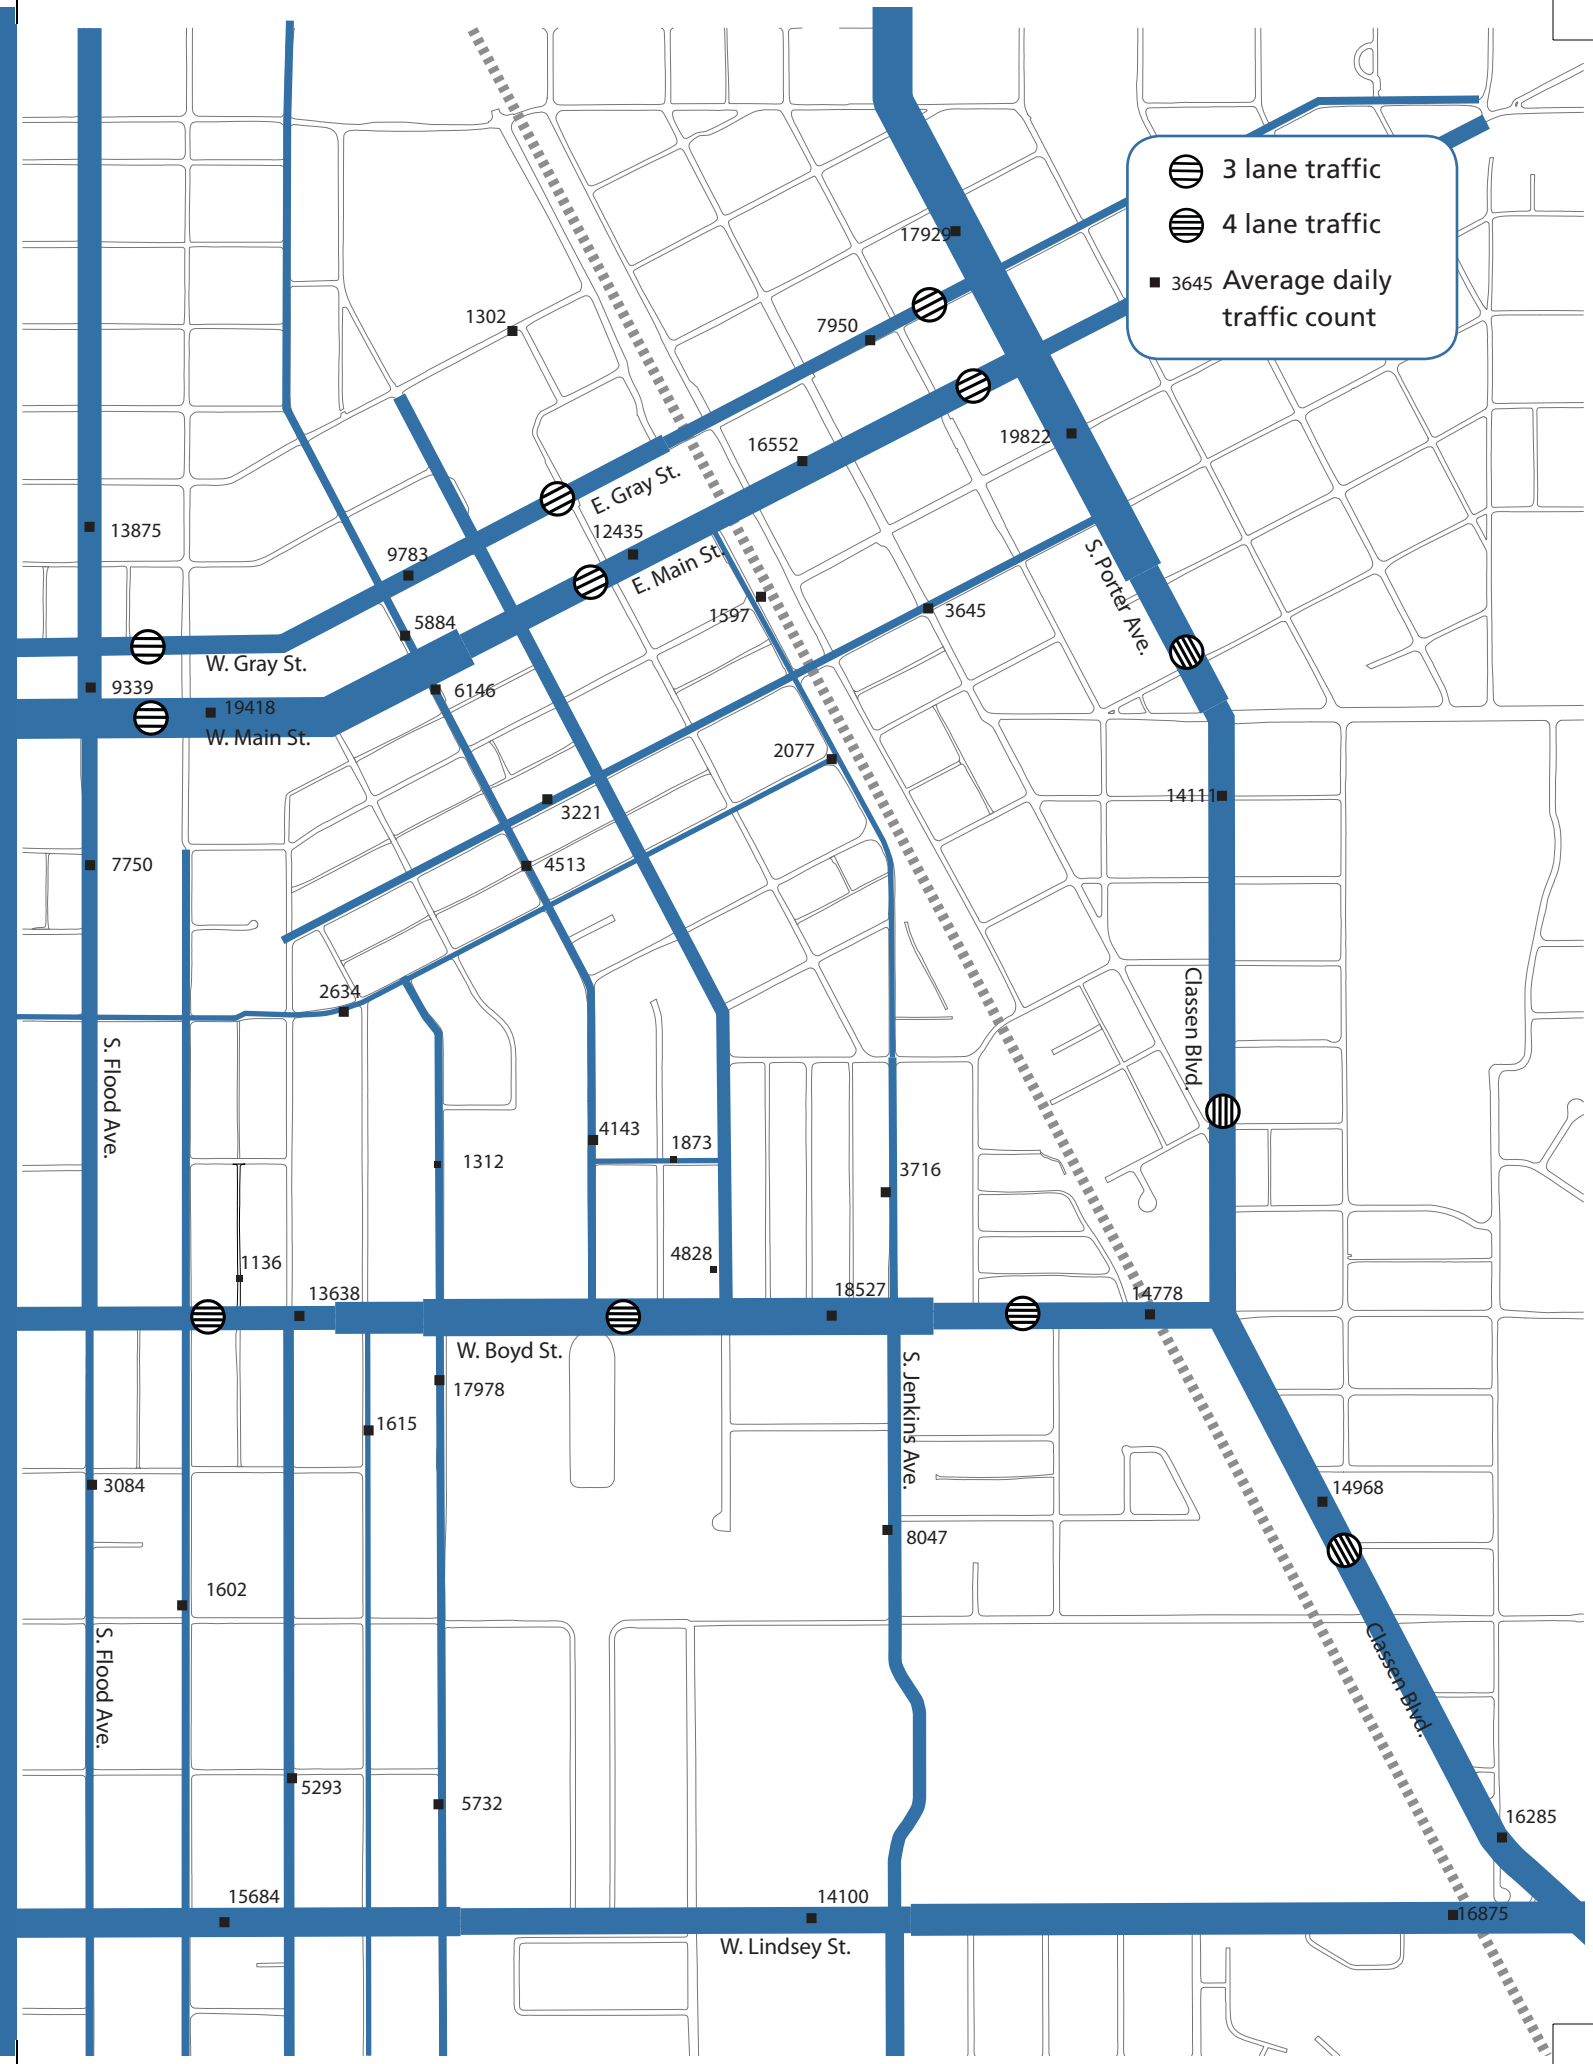 3 lane traffic
4 lane traffic
3645 Average daily
traffic count
17929
1302
7950
19822
16552
E. Gray St.
12435
13875
9783
E. Main St.
S. Porter Ave.
1597
3645
5884
W. Gray St.
9339
6146
19418
W. Main St.
2077
14111
3221
4513
7750
2634
Classen Blvd.
S. Flood Ave.
4143
1873
1312
3716
4828
1136
13638
18527
14778
W. Boyd St.
17978
S. Jenkins Ave.
1615
3084
14968
8047
1602
S. Flood Ave.
Classen Blvd.
5293
5732
16285
15684
14100
16875
W. Lindsey St.